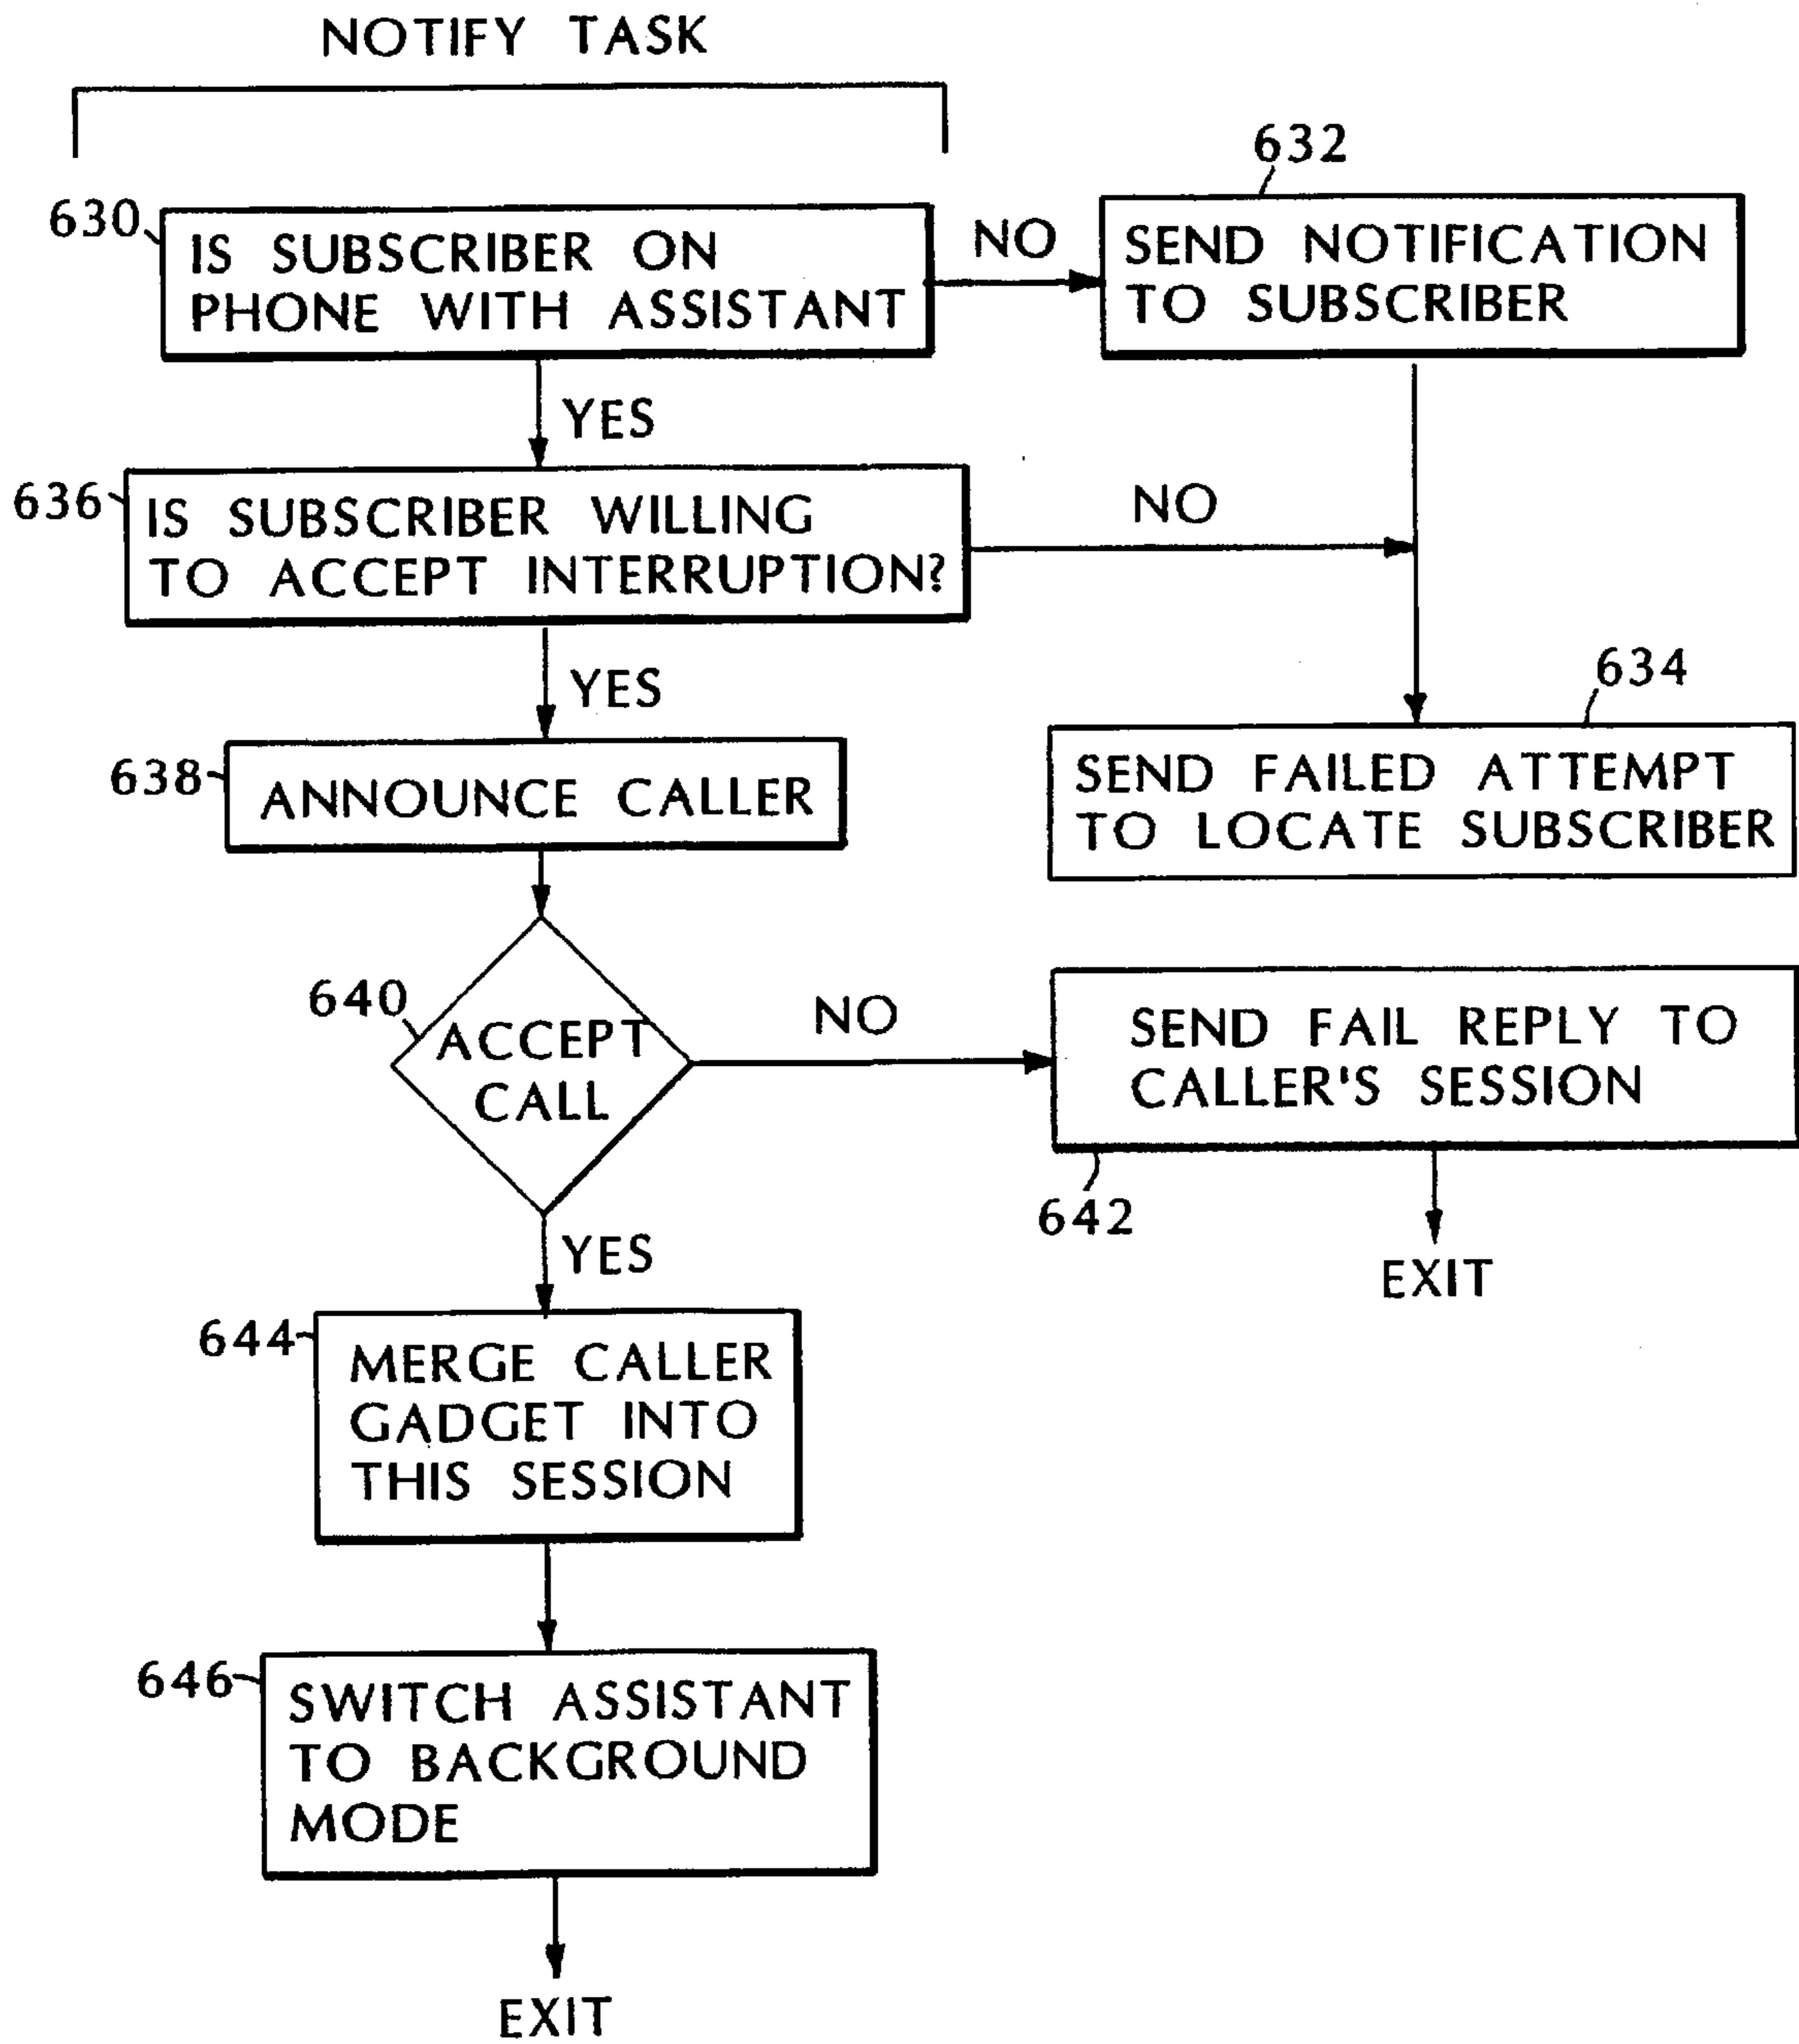 NOTIFY TASK
632
630
IS SUBSCRIBER ON
PHONE WITH ASSISTANT
NO
SEND NOTIFICATION
TO SUBSCRIBER
YES
636
IS SUBSCRIBER WILLING
TO ACCEPT INTERRUPTION?
NO
YES
634
638
ANNOUNCE CALLER
SEND FAILED ATTEMPT
TO LOCATE SUBSCRIBER
640
ACCEPT
CALL
NO
SEND FAIL REPLY TO
CALLER'S SESSION
642
EXIT
YES
644
MERGE CALLER
GADGET INTO
THIS SESSION
646
SWITCH ASSISTANT
TO BACKGROUND
MODE
EXIT